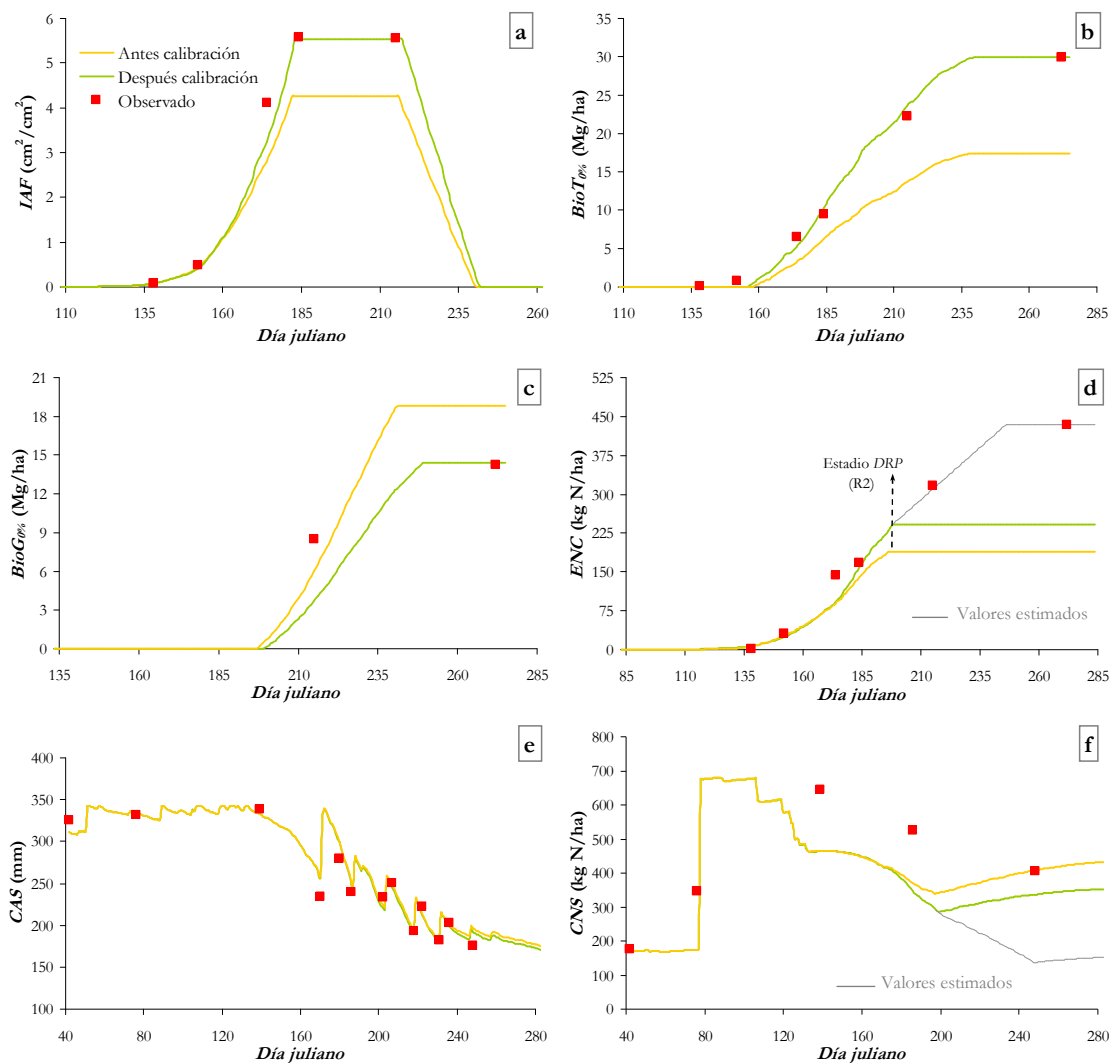 a
IAF (cm²/cm²)
6
5
4
3
2
1
0
Antes calibración
Después calibración
Observado
110 135 160 185 210 235 260
Día juliano
b
BioT0% (Mg/ha)
35
30
25
20
15
10
5
0
110 135 160 185 210 235 260 285
Día juliano
c
BioG0% (Mg/ha)
21
18
15
12
9
6
3
0
135 160 185 210 235 260 285
Día juliano
d
ENC (kg N/ha)
525
450
375
300
225
150
75
0
Estadio DRP
(R2)
Valores estimados
85 110 135 160 185 210 235 260 285
Día juliano
e
CAS (mm)
400
350
300
250
200
150
100
40 80 120 160 200 240 280
Día juliano
f
CNS (kg N/ha)
800
700
600
500
400
300
200
100
0
Valores estimados
40 80 120 160 200 240 280
Día juliano